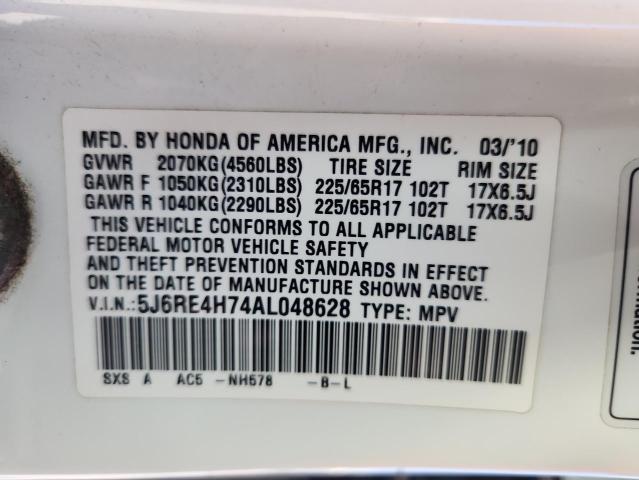 MFD. BY HONDA OF AMERICA MFG., INC. 03/'10
GVWR 2070KG(4560LBS) TIRE SIZE RIM SIZE
GAWR F 1050KG(2310LBS) 225/65R17 102T 17X6.5J
GAWR R 1040KG(2290LBS) 225/65R17 102T 17X6.5J
THIS VEHICLE CONFORMS TO ALL APPLICABLE
FEDERAL MOTOR VEHICLE SAFETY
AND THEFT PREVENTION STANDARDS IN EFFECT
ON THE DATE OF MANUFACTURE SHOWN ABOVE.
V.I.N.:5J6RE4H74AL048628 TYPE: MPV
SXS A AC5 -NH578 -B-L